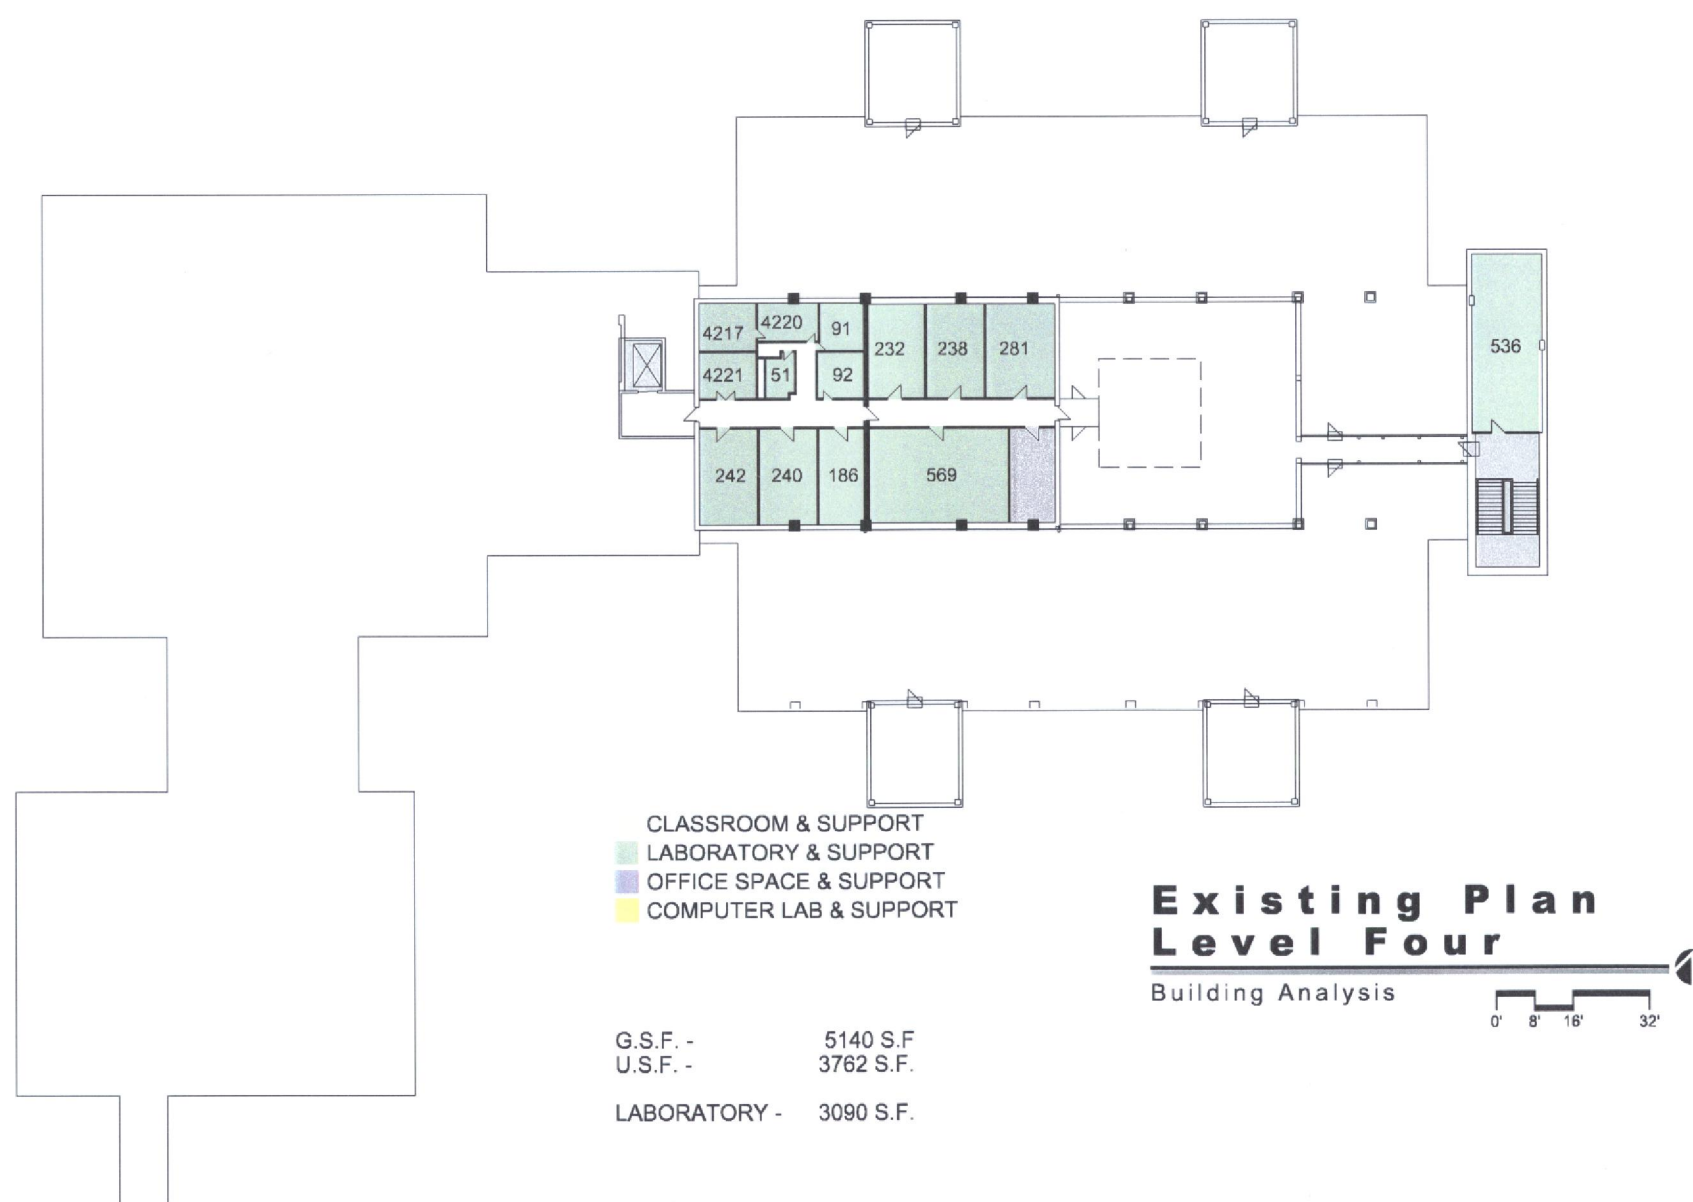 4217
4220
91
232
238
281
536
4221
51
92
242
240
186
569
CLASSROOM & SUPPORT
LABORATORY & SUPPORT
OFFICE SPACE & SUPPORT
COMPUTER LAB & SUPPORT
Existing Plan
Level Four
Building Analysis
0' 8' 16' 32'
G.S.F. - 5140 S.F
U.S.F. - 3762 S.F.
LABORATORY - 3090 S.F.